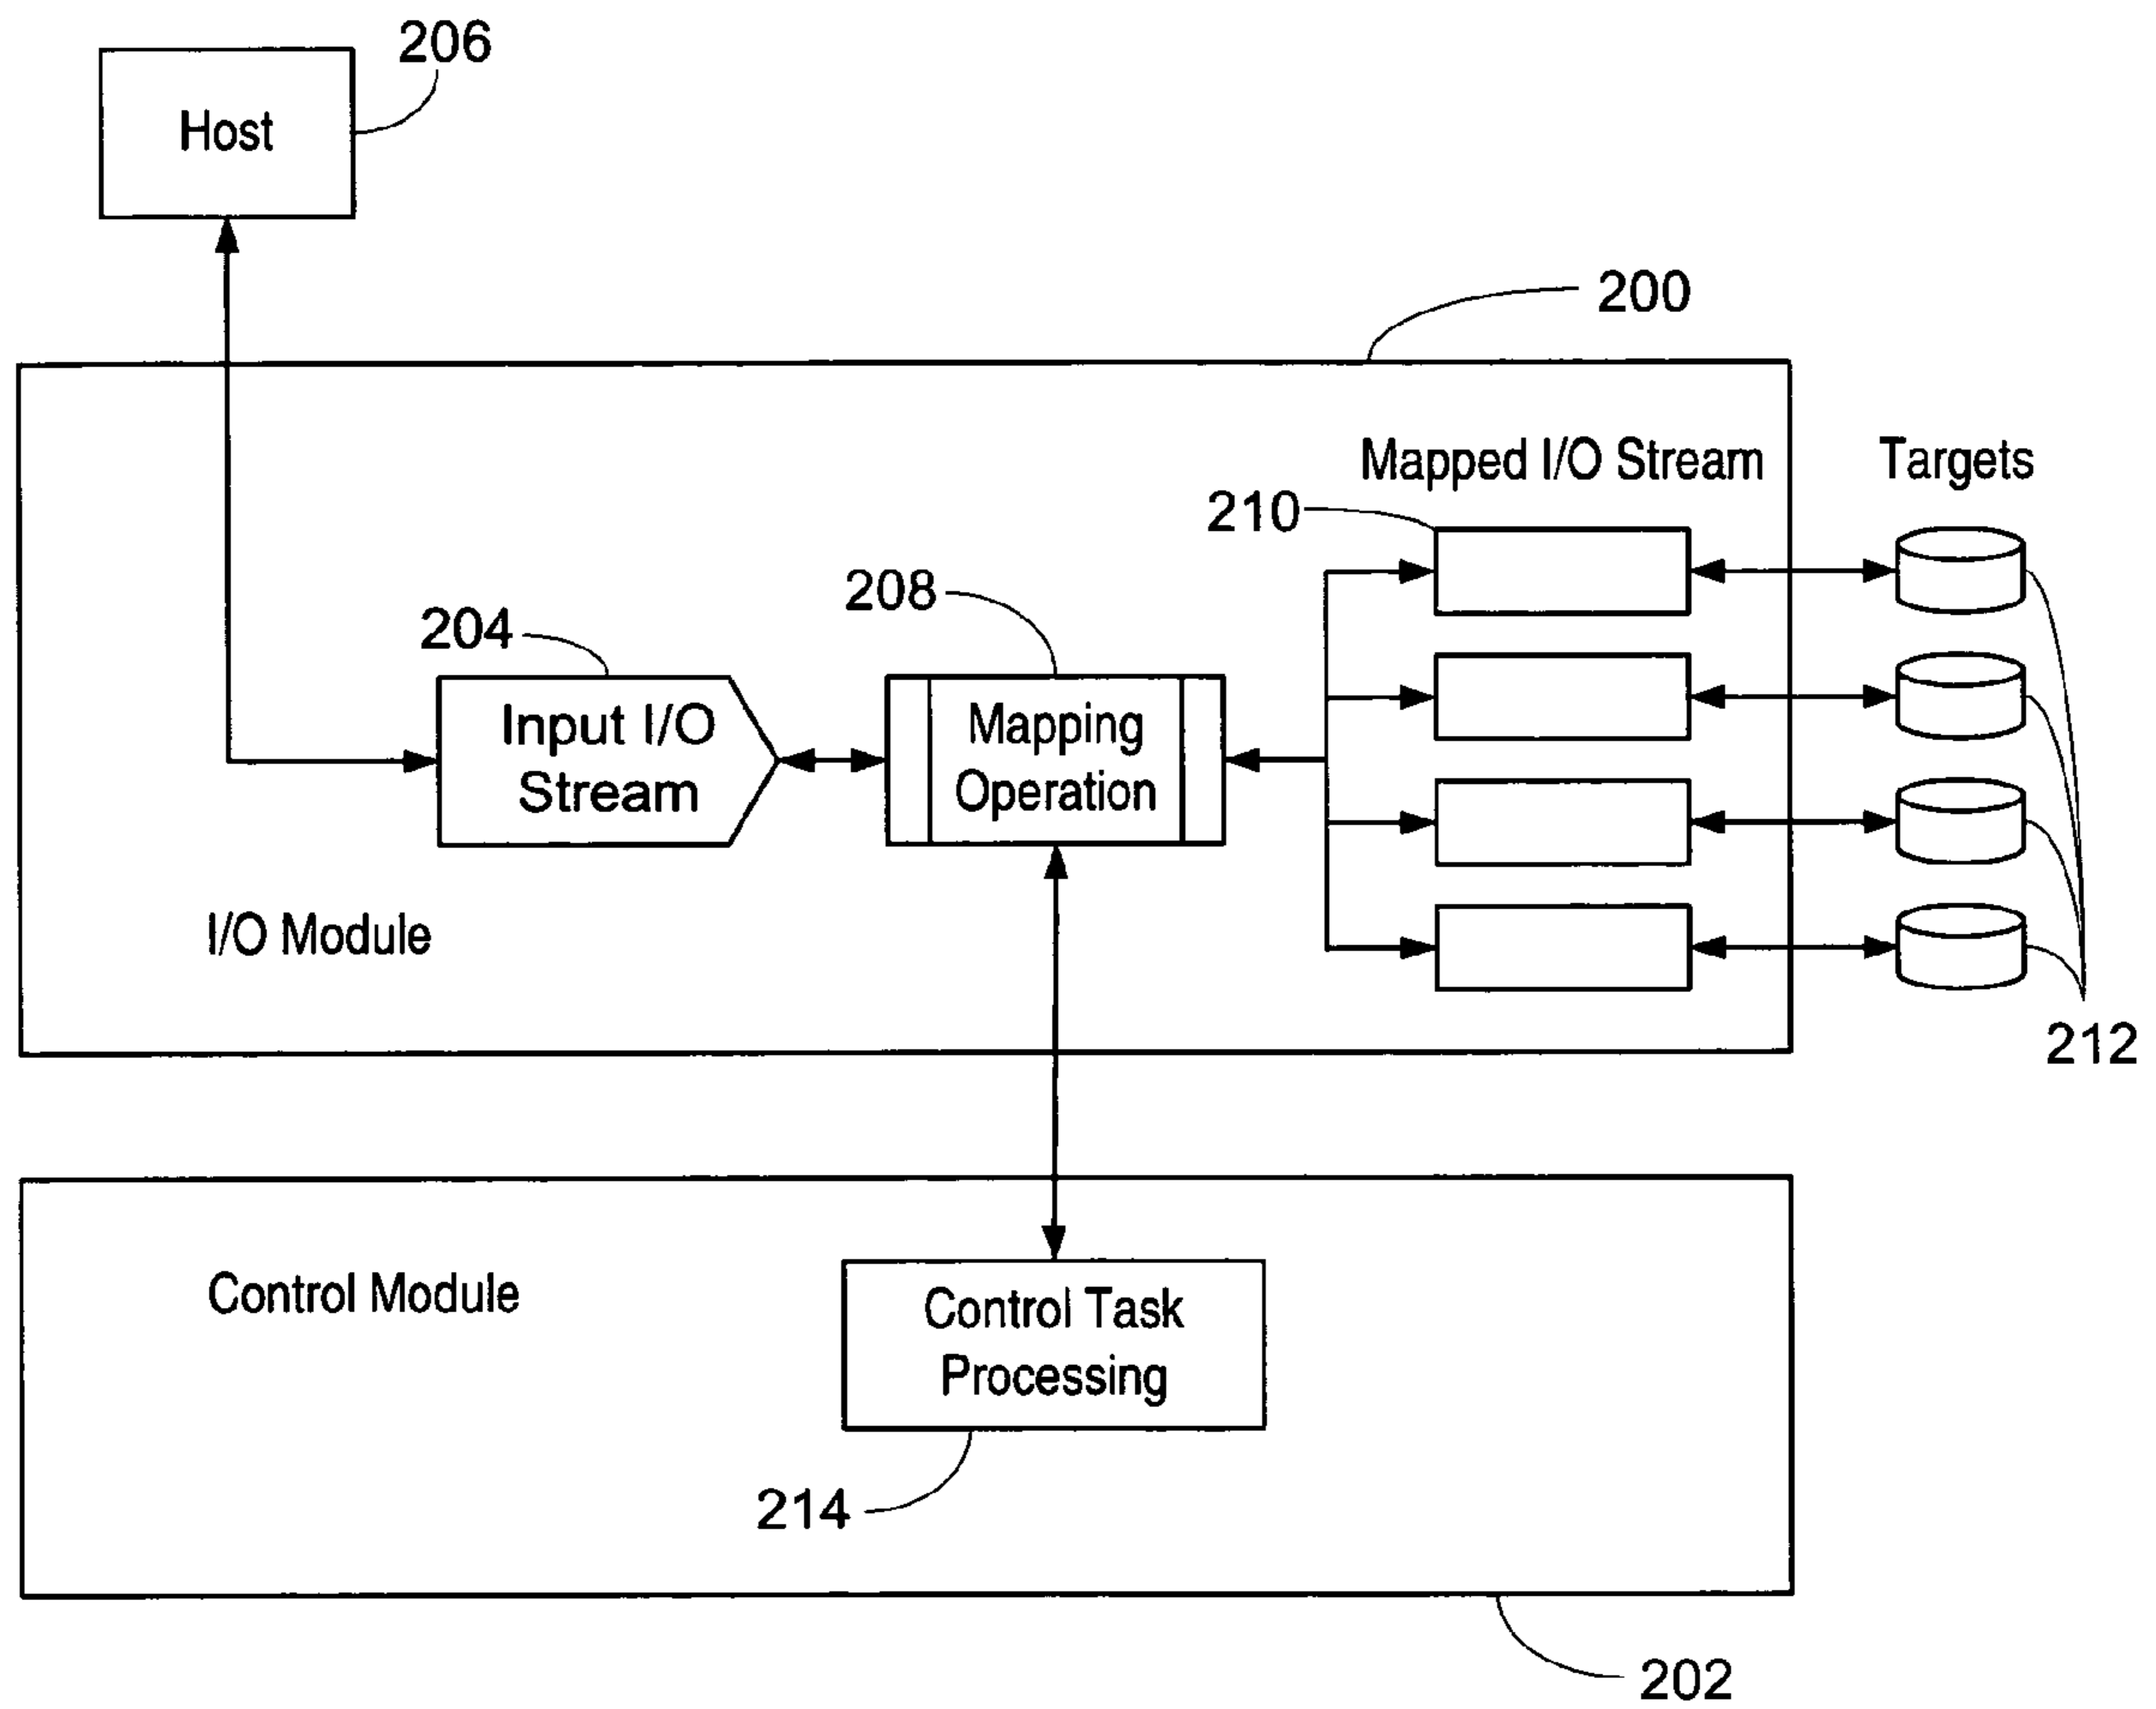 206
Host
200
Mapped I/O Stream
Targets
210
208
204
Input I/O
Stream
Mapping
Operation
I/O Module
212
Control Module
Control Task
Processing
214
202